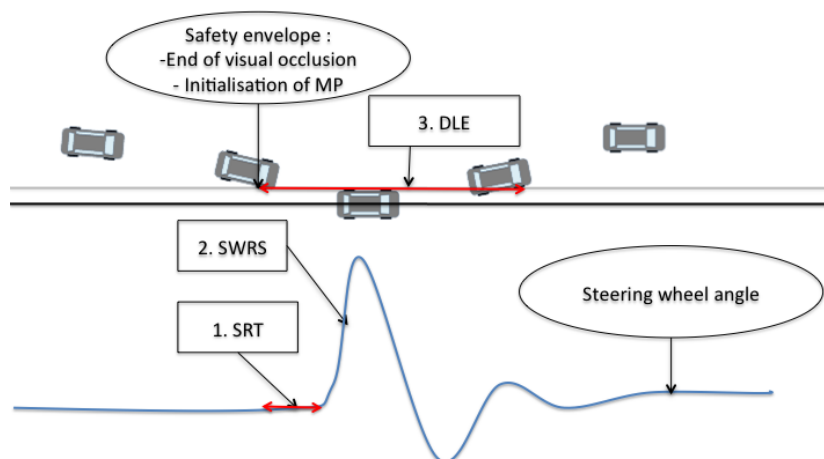 Safety envelope :
-End of visual occlusion
- Initialisation of MP
3. DLE
2. SWRS
Steering wheel angle
1. SRT